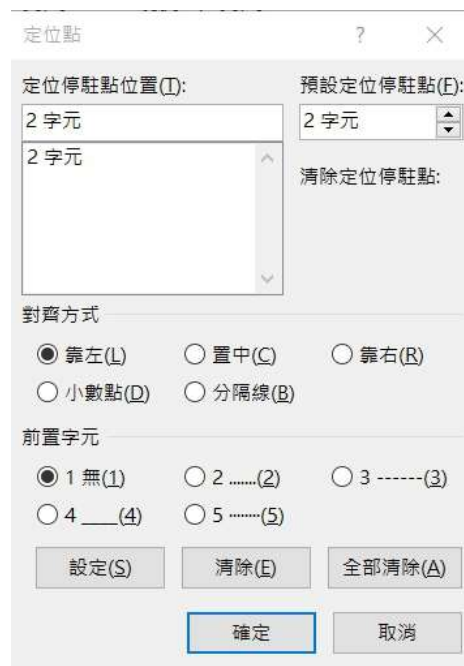 定位點 ? ×
定位停駐點位置(T): 預設定位停駐點(F):
2 字元 2 字元
2 字元
清除定位停駐點:
對齊方式
靠左(L) 置中(C) 靠右(R)
小數點(D) 分隔線(B)
前置字元
1 無(1) 2 .......(2) 3 ------(3)
4 ____(4) 5 ·······(5)
設定(S) 清除(E) 全部清除(A)
確定 取消